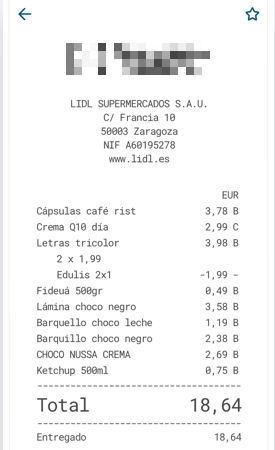 LIDL SUPERMERCADOS S.A.U.
C/ Francia 10
50003 Zaragoza
NIF A60195278
www.lidl.es
EUR
Cápsulas café rist 3,78 B
Crema Q10 día 2,99 C
Letras tricolor 3,98 B
2 x 1,99
Edulis 2x1 -1,99 -
Fideuá 500gr 0,49 B
Lámina choco negro 3,58 B
Barquello choco leche 1,19 B
Barquillo choco negro 2,38 B
CHOCO NUSSA CREMA 2,69 B
Ketchup 500ml 0,75 B
Total 18,64
Entregado 18,64